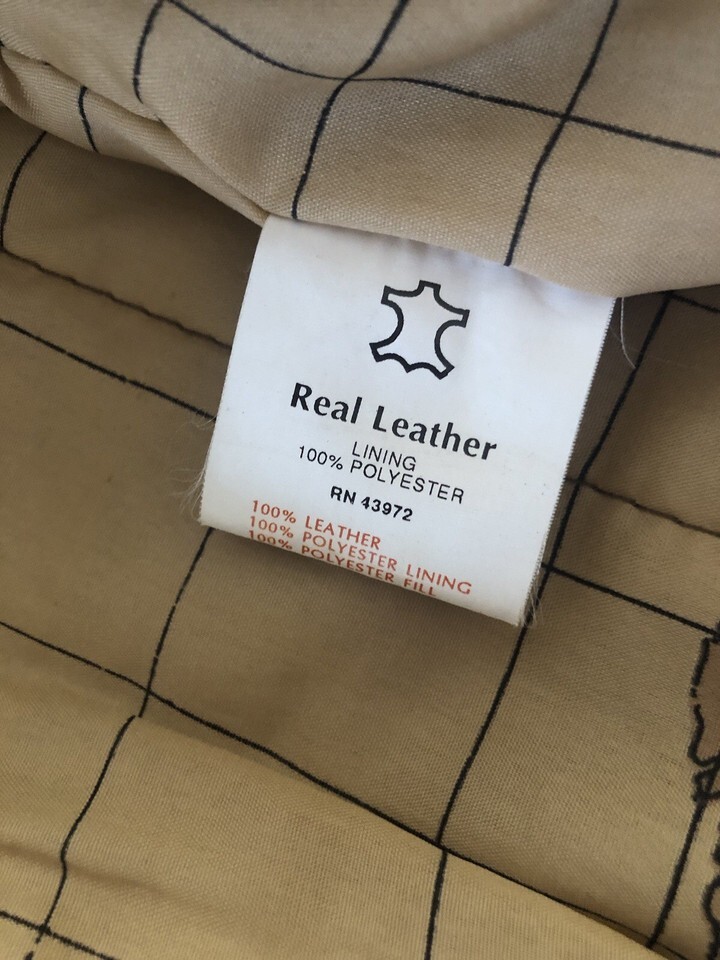 Real Leather
LINING
100% POLYESTER
RN 43972
100% LEATHER
100% POLYESTER LINING
100% POLYESTER FILL